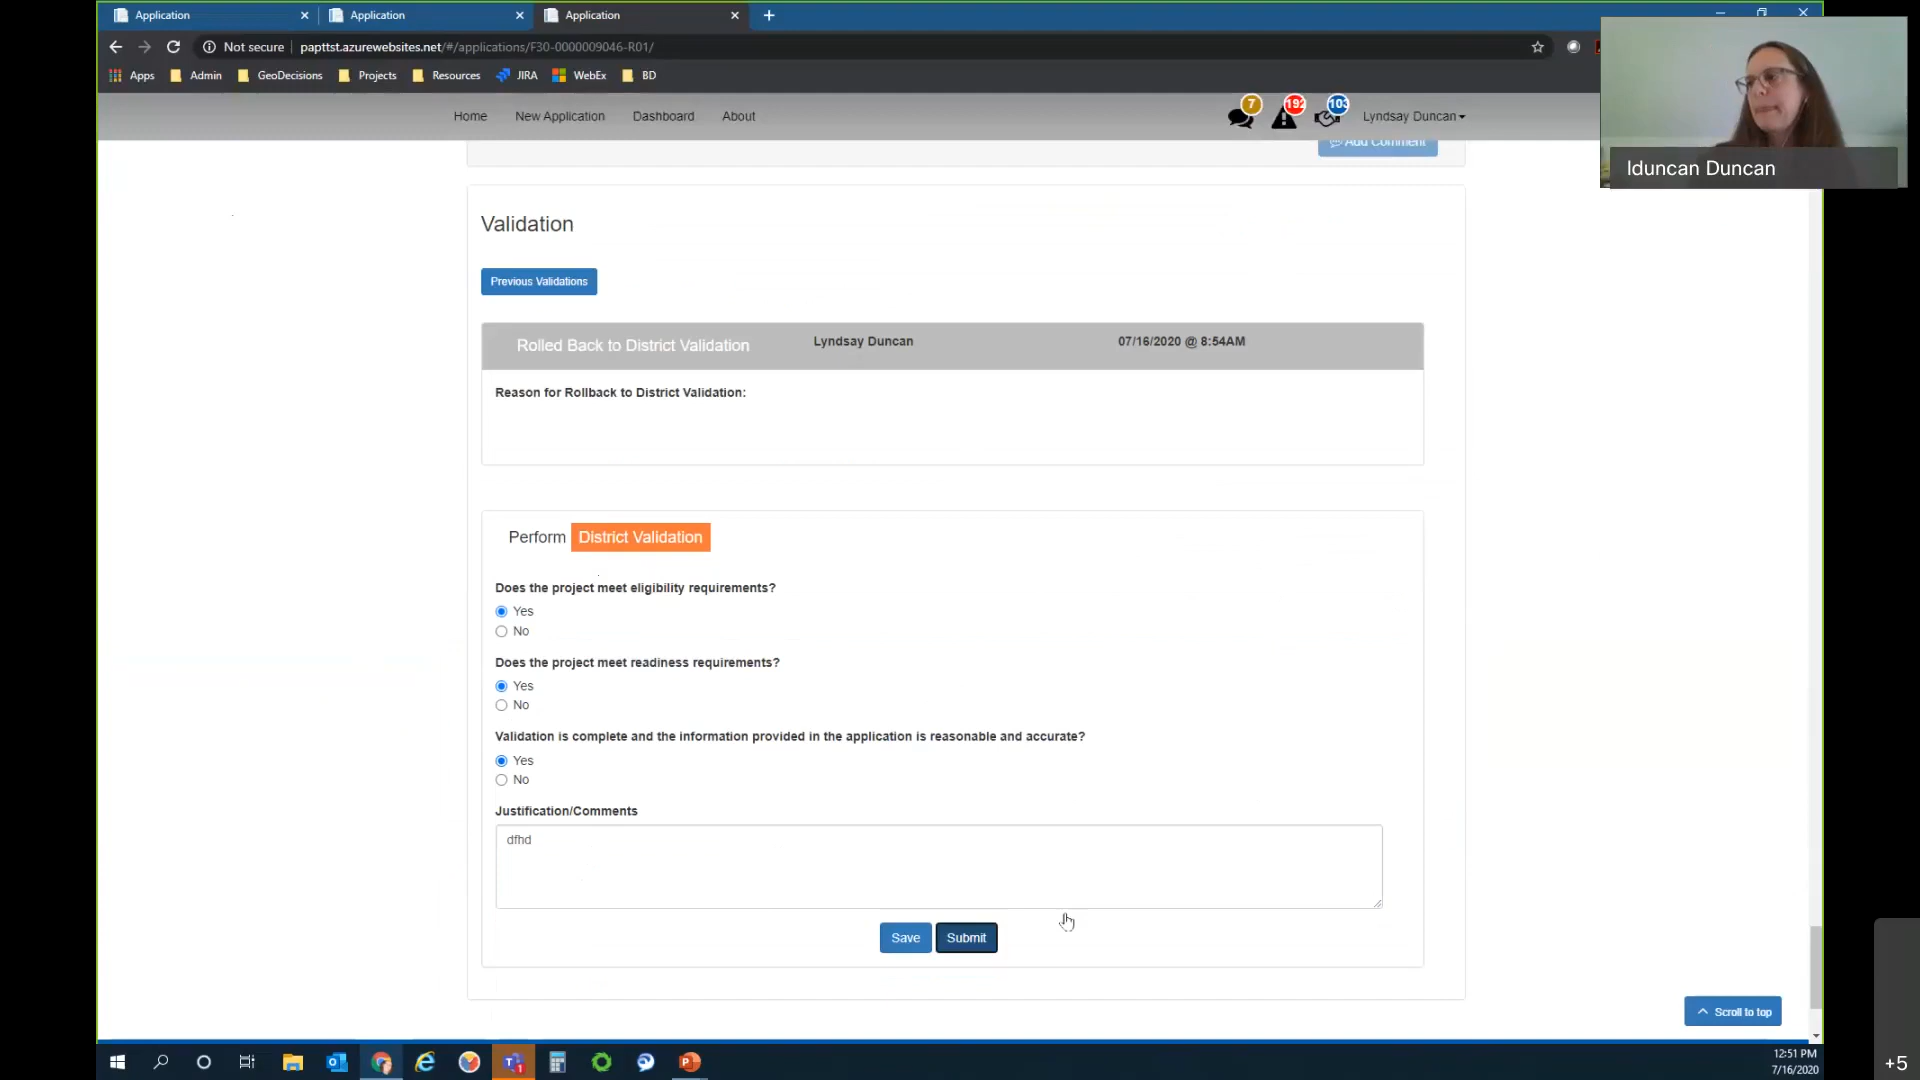 Application
Application
Application
Not secure | papttst.azurewebsites.net/#/applications/F30-0000009046-R01/
Apps Admin GeoDecisions Projects Resources JIRA WebEx BD
Home New Application Dashboard About 7 192 103 Lyndsay Duncan
Add Comment
lduncan Duncan
Validation
Previous Validations
Rolled Back to District Validation Lyndsay Duncan 07/16/2020 @ 8:54AM
Reason for Rollback to District Validation:
Perform District Validation
Does the project meet eligibility requirements?
Yes
No
Does the project meet readiness requirements?
Yes
No
Validation is complete and the information provided in the application is reasonable and accurate?
Yes
No
Justification/Comments
dfhd
Save Submit
Scroll to top
12:51 PM
7/16/2020
+5